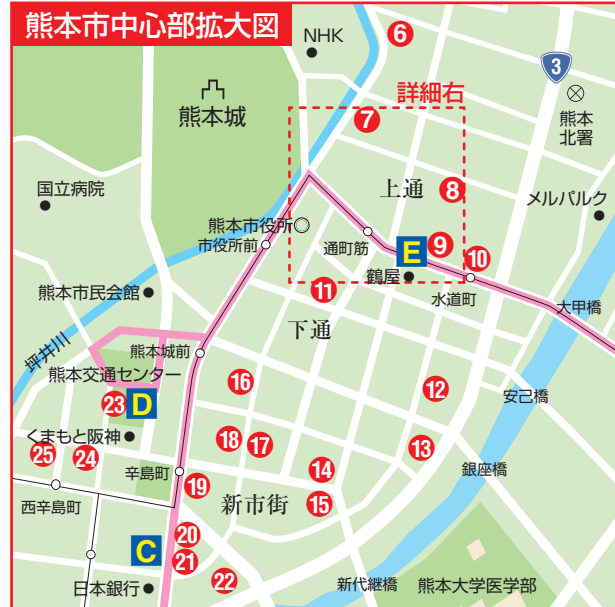 熊本市中心部拡大図
NHK
6
3
熊本城
詳細右
7
熊本
北署
国立病院
上通
8
メルパルク
熊本市役所
市役所前
通町筋
E
9
10
鶴屋
熊本市民会館
11
水道町
大甲橋
坪井川
下通
熊本城前
熊本交通センター
16
12
安己橋
23
D
くまもと阪神
25
24
18
17
13
14
銀座橋
辛島町
19
新市街
15
西辛島町
C
20
21
22
日本銀行
新代継橋
熊本大学医学部